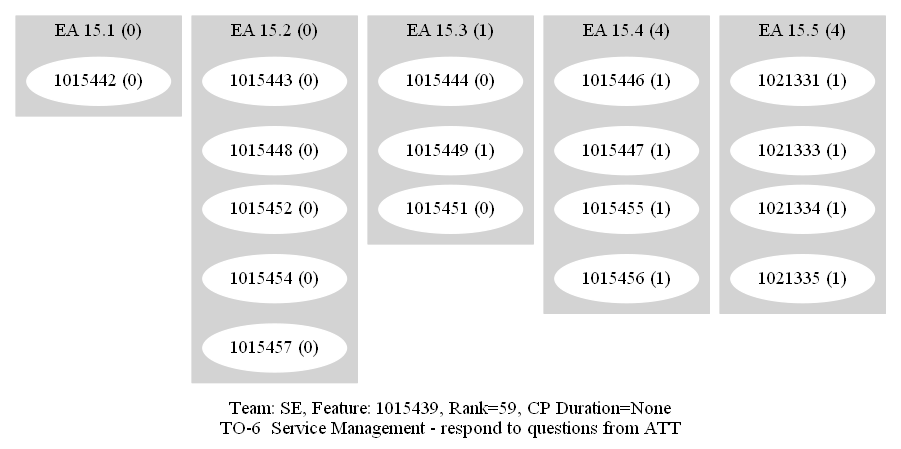 EA 15.1 (0)
1015442 (0)
EA 15.2 (0)
1015443 (0)
1015448 (0)
1015452 (0)
1015454 (0)
1015457 (0)
EA 15.3 (1)
1015444 (0)
1015449 (1)
1015451 (0)
EA 15.4 (4)
1015446 (1)
1015447 (1)
1015455 (1)
1015456 (1)
EA 15.5 (4)
1021331 (1)
1021333 (1)
1021334 (1)
1021335 (1)
Team: SE, Feature: 1015439, Rank=59, CP Duration=None
TO-6  Service Management - respond to questions from ATT